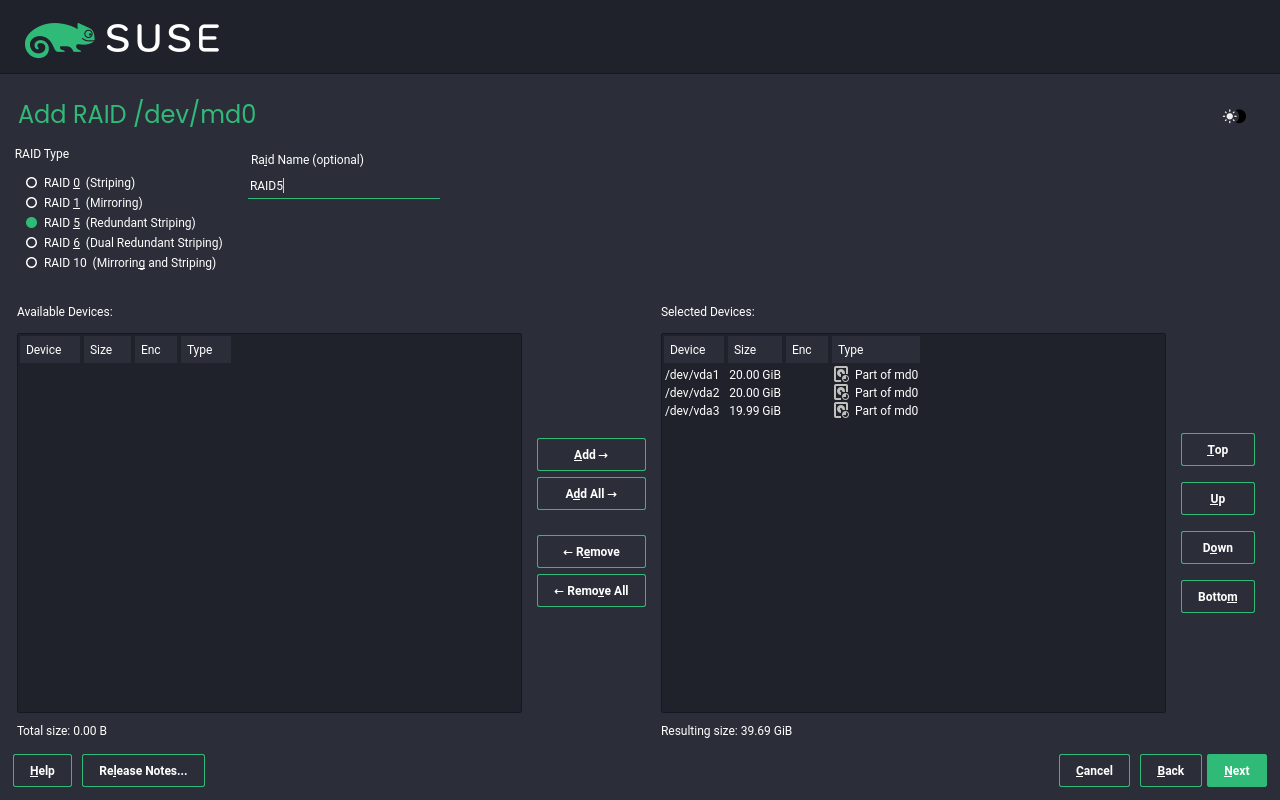 SUSE
Add RAID /dev/md0
RAID Type
RAID 0 (Striping)
RAID 1 (Mirroring)
RAID 5 (Redundant Striping)
RAID 6 (Dual Redundant Striping)
RAID 10 (Mirroring and Striping)
Raid Name (optional)
RAID5
Available Devices:
Device Size Enc Type
Total size: 0.00 B
Add →
Add All →
← Remove
← Remove All
Selected Devices:
Device Size Enc Type
/dev/vda1 20.00 GiB Part of md0
/dev/vda2 20.00 GiB Part of md0
/dev/vda3 19.99 GiB Part of md0
Resulting size: 39.69 GiB
Top
Up
Down
Bottom
Help Release Notes... Cancel Back Next